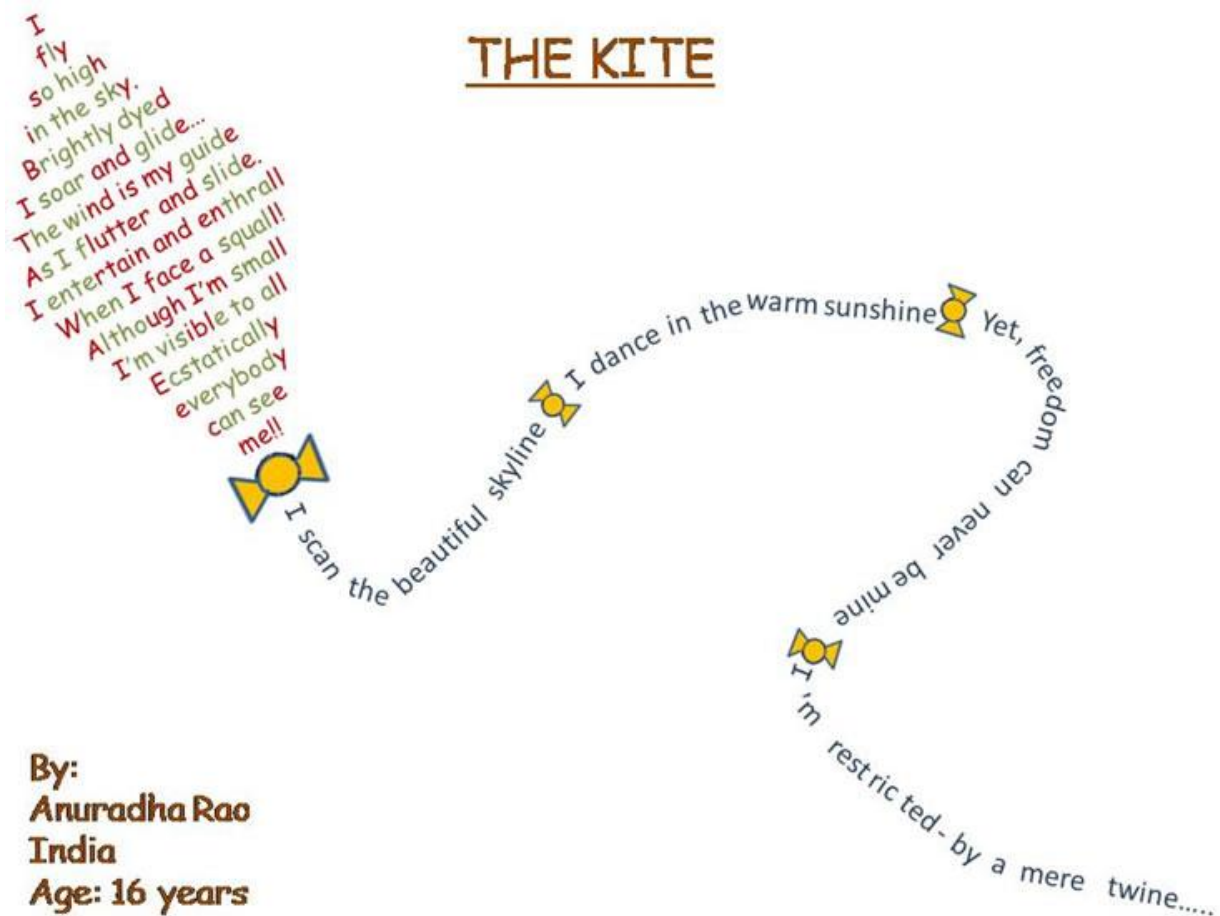 THE KITE
I
fly
so high
in the sky.
Brightly dyed
I soar and glide...
The wind is my guide
As I flutter and slide.
I entertain and enthrall
When I face a squall!
Although I'm small
I'm visible to all
Ecstatically
everybody
can see
me!!
I scan the beautiful skyline
I dance in the warm sunshine
Yet, freedom can never be mine
I'm restricted- by a mere twine.....
By:
Anuradha Rao
India
Age: 16 years